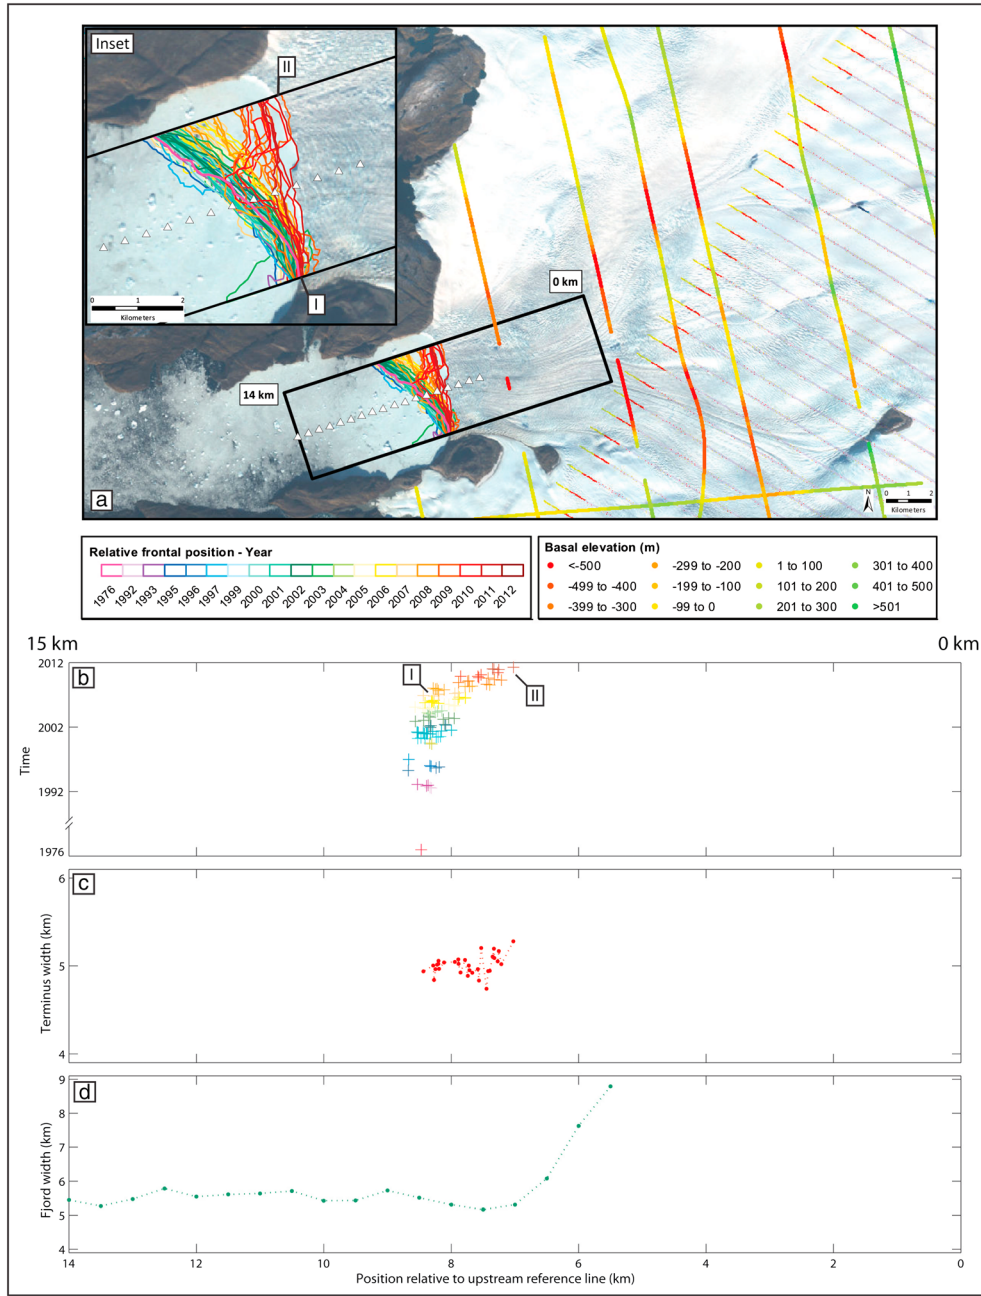 Inset
II
I
0
1
2
Kilometers
0 km
14 km
a
N
0 1 2
Kilometers
Relative frontal position - Year
1976 1992 1993 1995 1996 1997 1999 2000 2001 2002 2003 2004 2005 2006 2007 2008 2009 2010 2011 2012
Basal elevation (m)
<-500 -299 to -200 1 to 100 301 to 400
-499 to -400 -199 to -100 101 to 200 401 to 500
-399 to -300 -99 to 0 201 to 300 >501
15 km
0 km
b
I
II
2012
2002
1992
1976
Time
c
6
5
4
Terminus width (km)
d
9
8
7
6
5
4
Fjord width (km)
14 12 10 8 6 4 2 0
Position relative to upstream reference line (km)